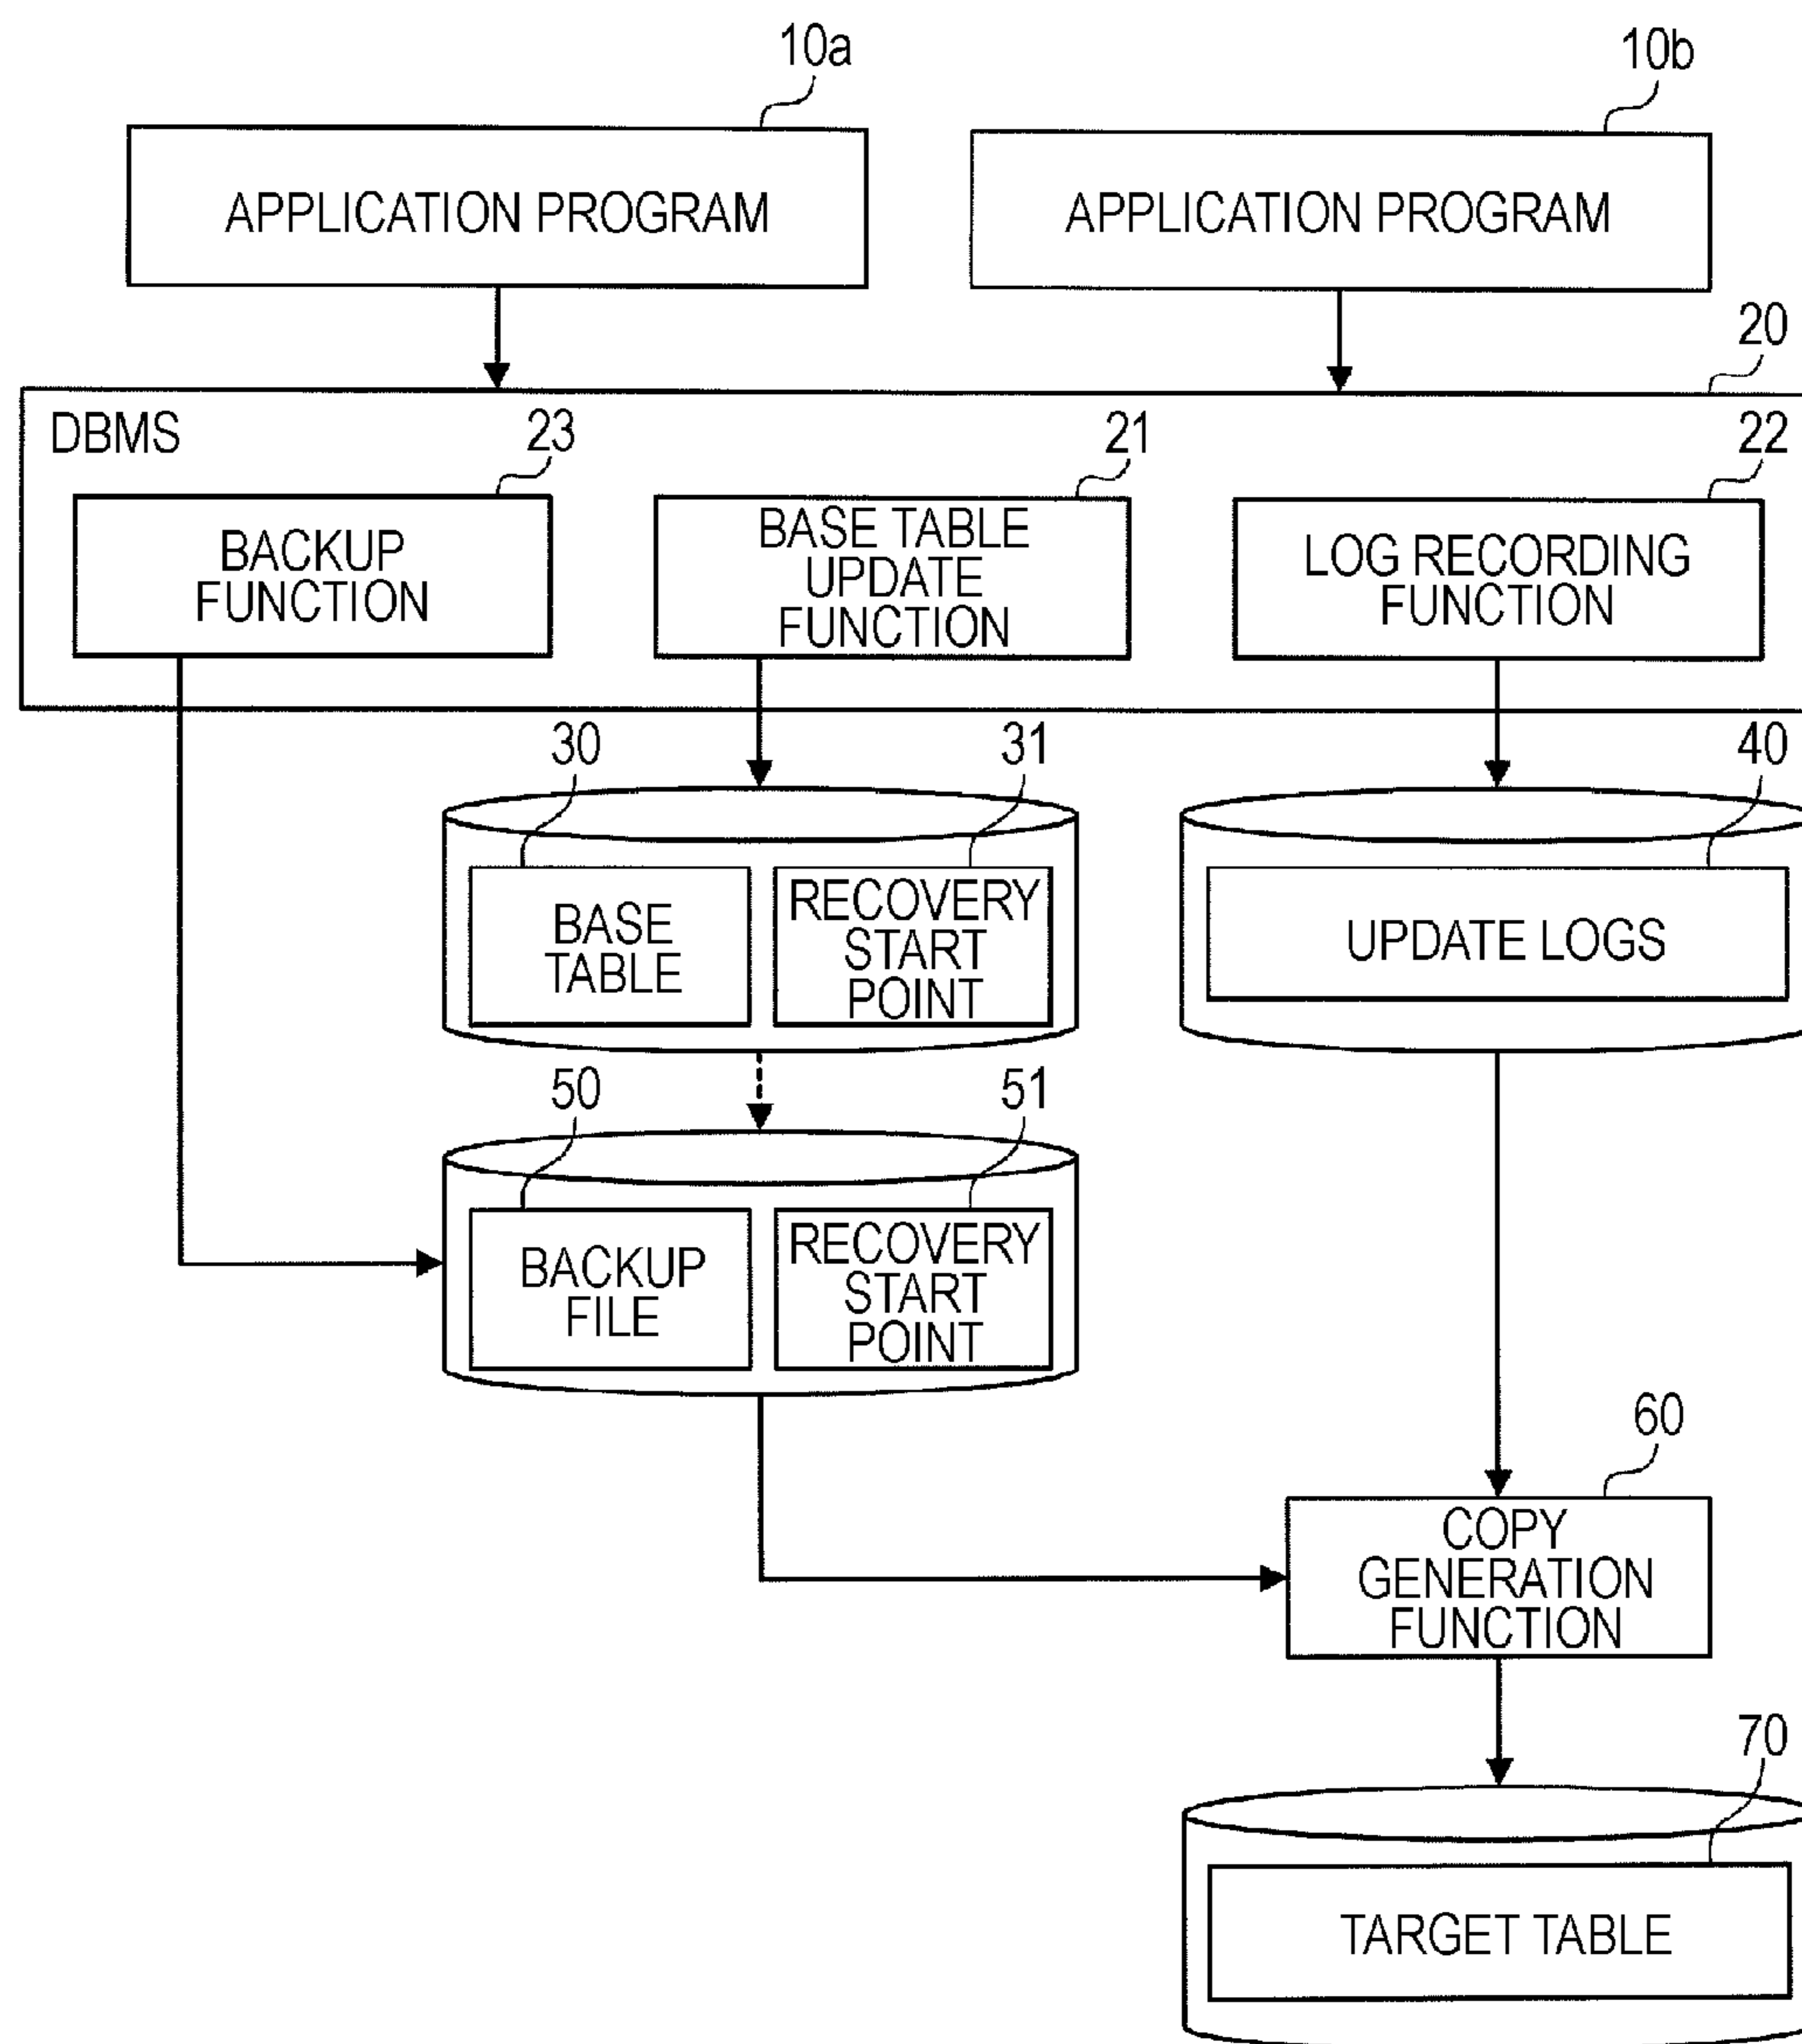 10a
10b
APPLICATION PROGRAM
APPLICATION PROGRAM
20
DBMS
23
21
22
BACKUP
FUNCTION
BASE TABLE
UPDATE
FUNCTION
LOG RECORDING
FUNCTION
30
31
40
BASE
TABLE
RECOVERY
START
POINT
UPDATE LOGS
50
51
BACKUP
FILE
RECOVERY
START
POINT
60
COPY
GENERATION
FUNCTION
70
TARGET TABLE